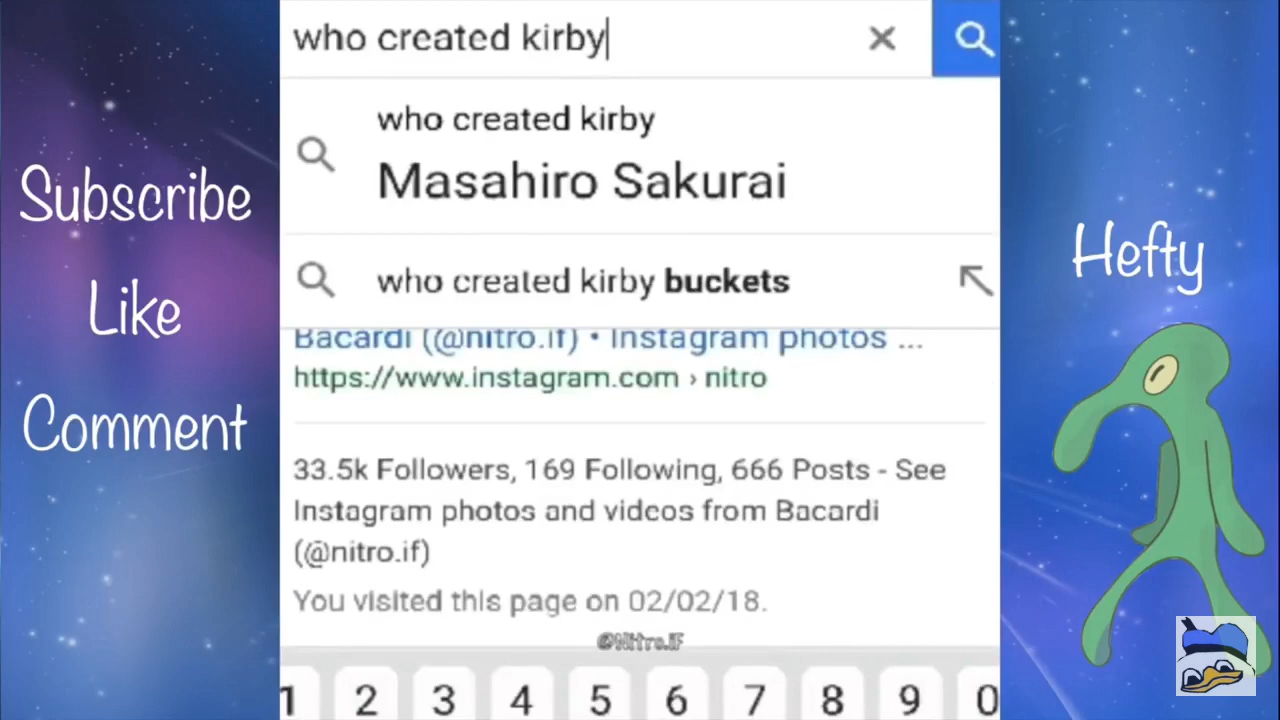 Subscribe
Like
Comment
who created kirby
who created kirby
Masahiro Sakurai
who created kirby buckets
Bacardi (@nitro.if) • Instagram photos ...
https://www.instagram.com › nitro
33.5k Followers, 169 Following, 666 Posts - See
Instagram photos and videos from Bacardi
(@nitro.if)
You visited this page on 02/02/18.
@Nitro.iF
1 2 3 4 5 6 7 8 9 0
Hefty